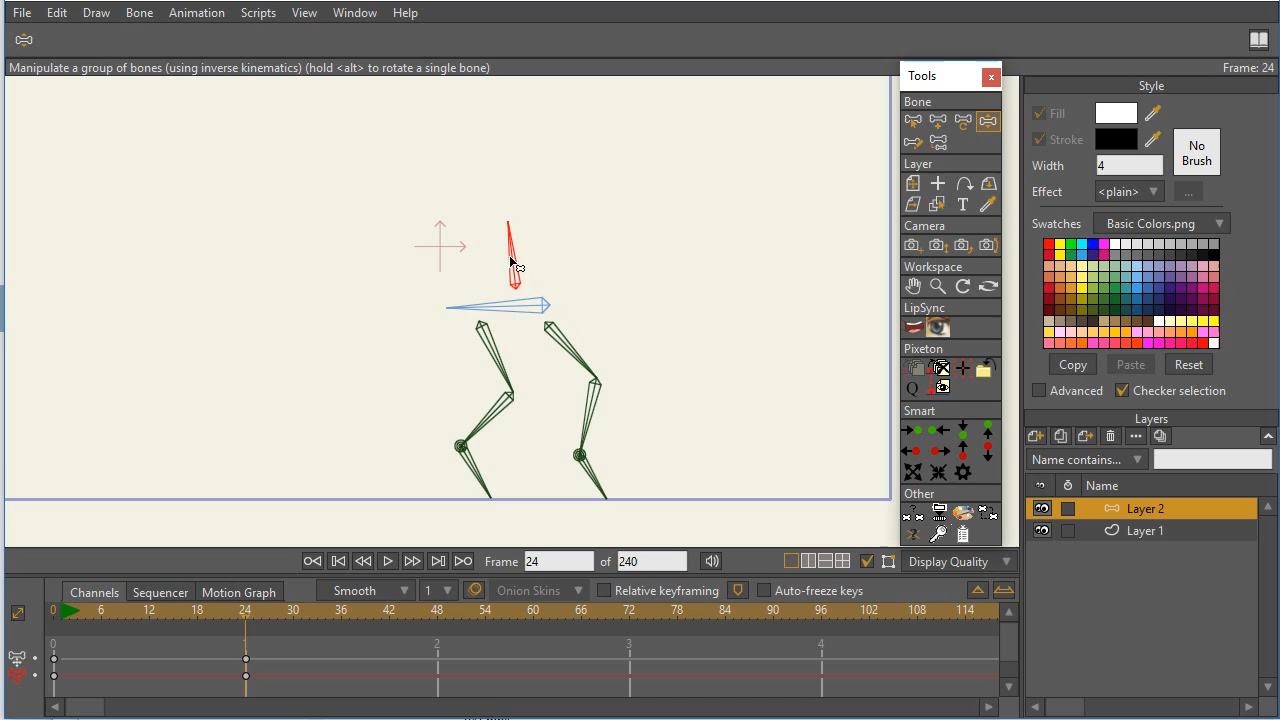 File Edit Draw Bone Animation Scripts View Window Help
Manipulate a group of bones (using inverse kinematics) (hold <alt> to rotate a single bone) Frame: 24
Tools x
Style
Bone
Fill
Stroke
No
Brush
Width 4
Layer
Effect <plain> ...
T
Camera
Swatches Basic Colors.png
Workspace
LipSync
Pixeton
Copy Paste Reset
Q
Advanced Checker selection
Smart
Layers
Name contains...
Name
Other
Layer 2
Layer 1
Frame 24 of 240 Display Quality
Channels Sequencer Motion Graph Smooth 1 Onion Skins Relative keyframing Auto-freeze keys
0 6 12 18 24 30 36 42 48 54 60 66 72 78 84 90 96 102 108 114
0 1 2 3 4